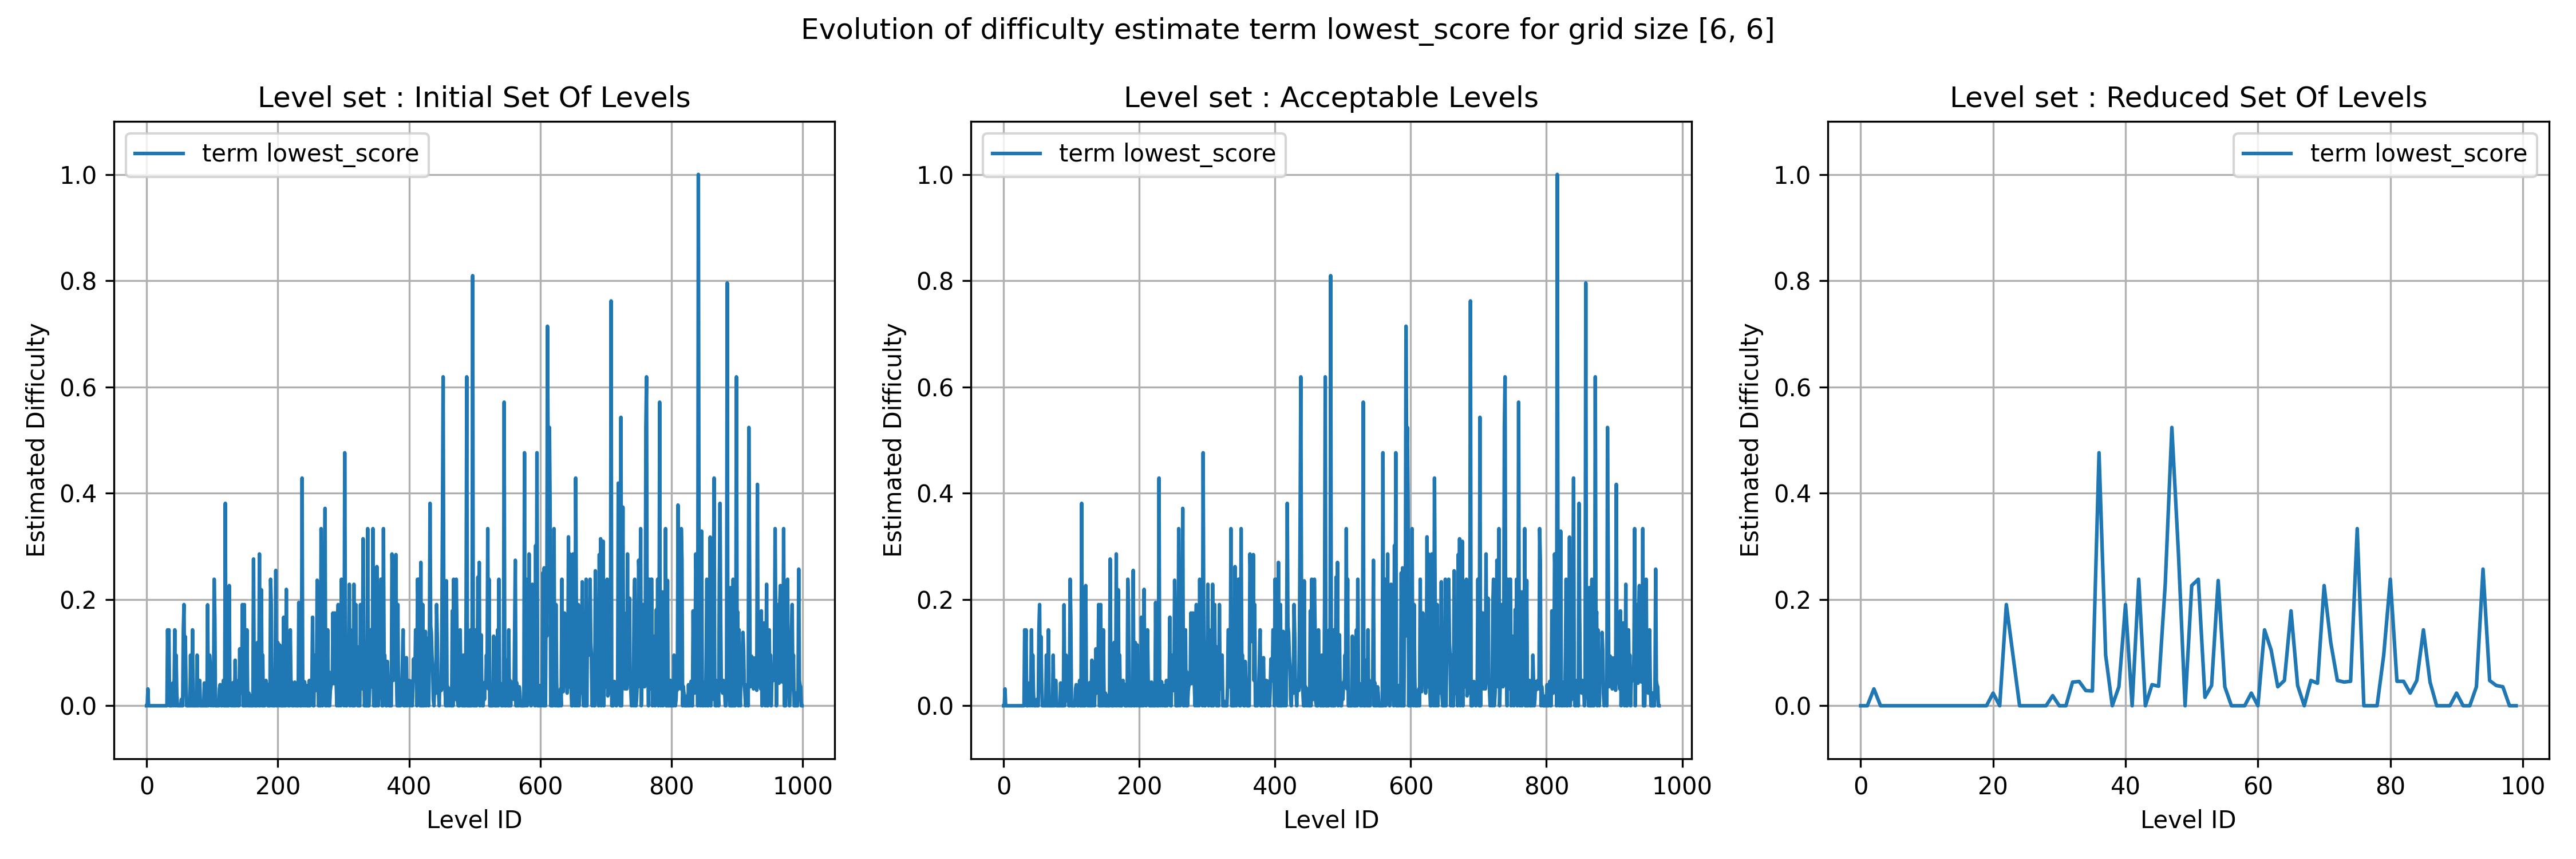 Evolution of difficulty estimate term lowest_score for grid size [6, 6]
Level set : Initial Set Of Levels
term lowest_score
1.0
0.8
0.6
0.4
0.2
0.0
Estimated Difficulty
0 200 400 600 800 1000
Level ID
Level set : Acceptable Levels
term lowest_score
1.0
0.8
0.6
0.4
0.2
0.0
Estimated Difficulty
0 200 400 600 800 1000
Level ID
Level set : Reduced Set Of Levels
term lowest_score
1.0
0.8
0.6
0.4
0.2
0.0
Estimated Difficulty
0 20 40 60 80 100
Level ID